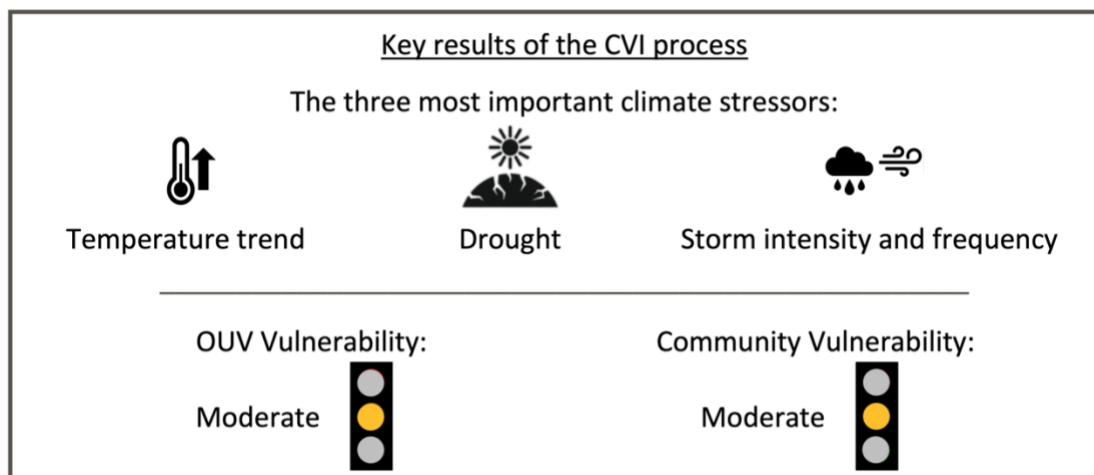 Key results of the CVI process
The three most important climate stressors:
Temperature trend
Drought
Storm intensity and frequency
OUV Vulnerability:
Community Vulnerability:
Moderate
Moderate